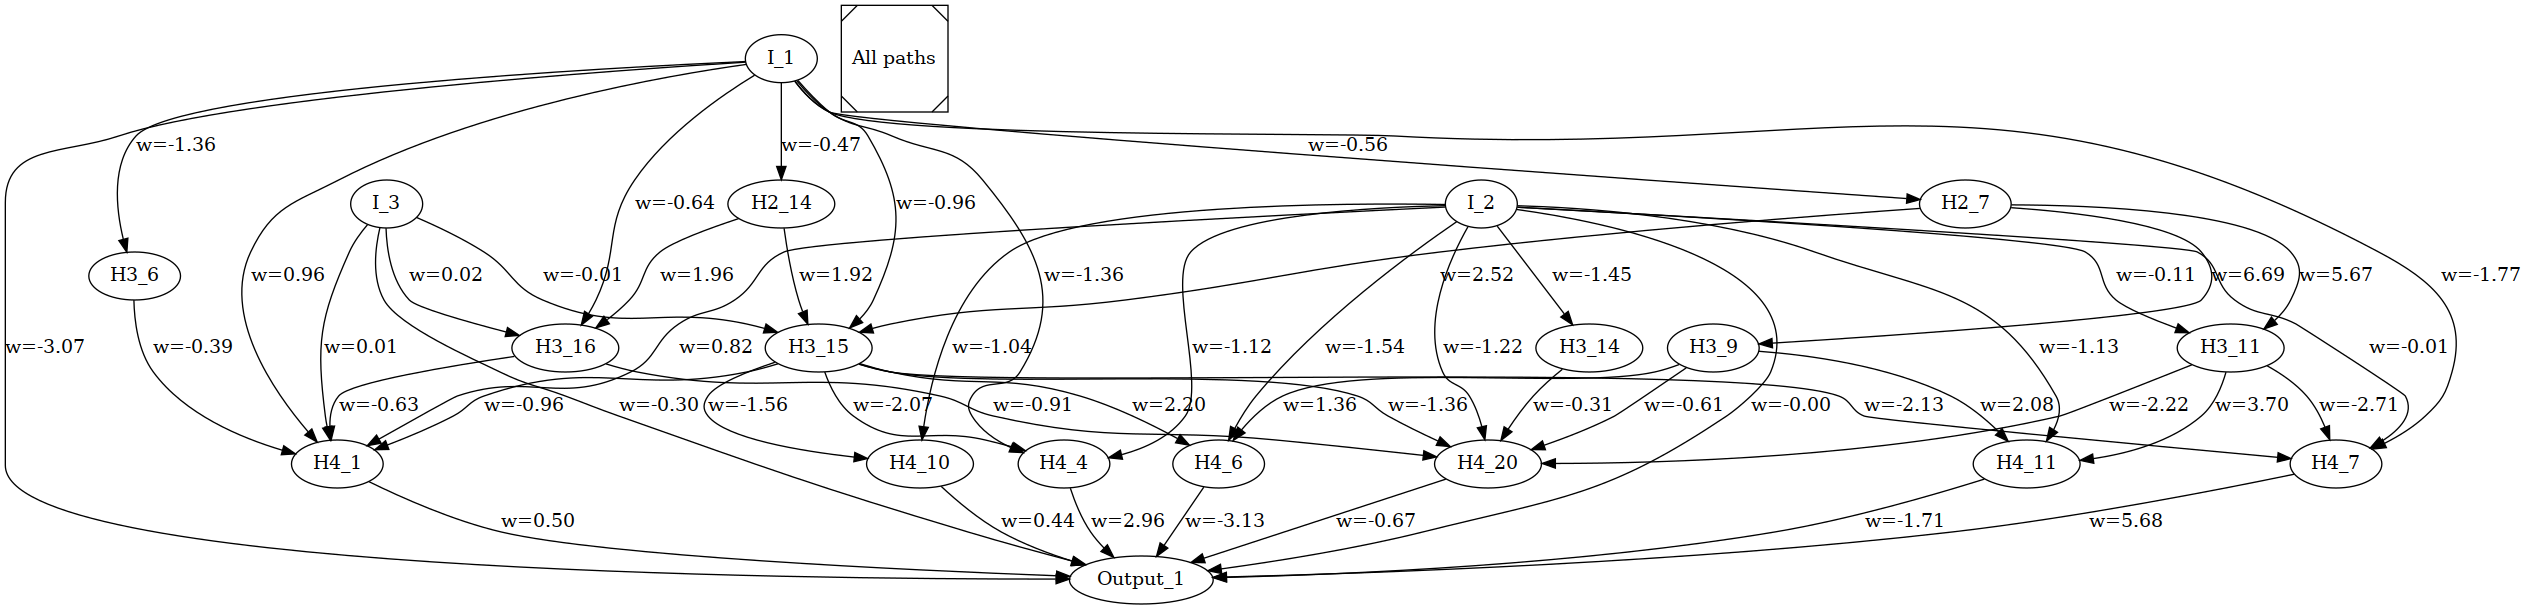 I_1
All paths
w=-1.36
w=-0.47
w=-0.56
I_3
w=-0.64
H2_14
w=-0.96
I_2
H2_7
H3_6
w=0.96
w=0.02
w=-0.01
w=1.96
w=1.92
w=-1.36
w=2.52
w=-1.45
w=-0.11
w=6.69
w=5.67
w=-1.77
w=-3.07
w=-0.39
w=0.01
H3_16
w=0.82
H3_15
w=-1.04
w=-1.12
w=-1.54
w=-1.22
H3_14
H3_9
w=-1.13
H3_11
w=-0.01
w=-0.63
w=-0.96
w=-0.30
w=-1.56
w=-2.07
w=-0.91
w=2.20
w=1.36
w=-1.36
w=-0.31
w=-0.61
w=-0.00
w=-2.13
w=2.08
w=-2.22
w=3.70
w=-2.71
H4_1
H4_10
H4_4
H4_6
H4_20
H4_11
H4_7
w=0.50
w=0.44
w=2.96
w=-3.13
w=-0.67
w=-1.71
w=5.68
Output_1